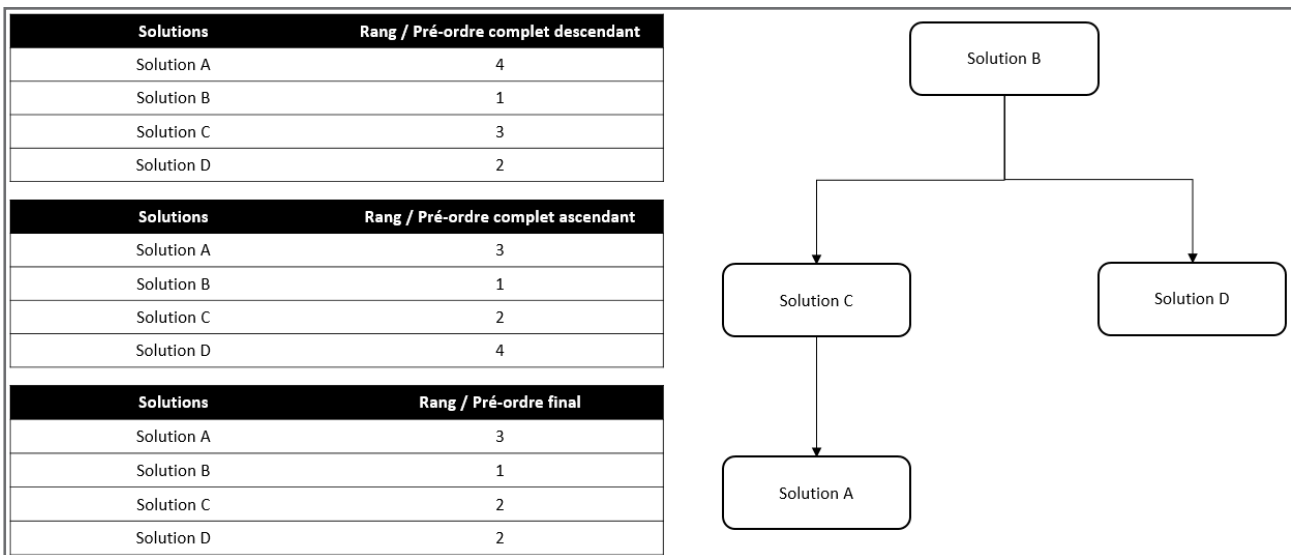 Solutions Rang / Pré-ordre complet descendant
Solution A 4
Solution B 1
Solution C 3
Solution D 2
Solutions Rang / Pré-ordre complet ascendant
Solution A 3
Solution B 1
Solution C 2
Solution D 4
Solutions Rang / Pré-ordre final
Solution A 3
Solution B 1
Solution C 2
Solution D 2
Solution B
Solution C
Solution D
Solution A